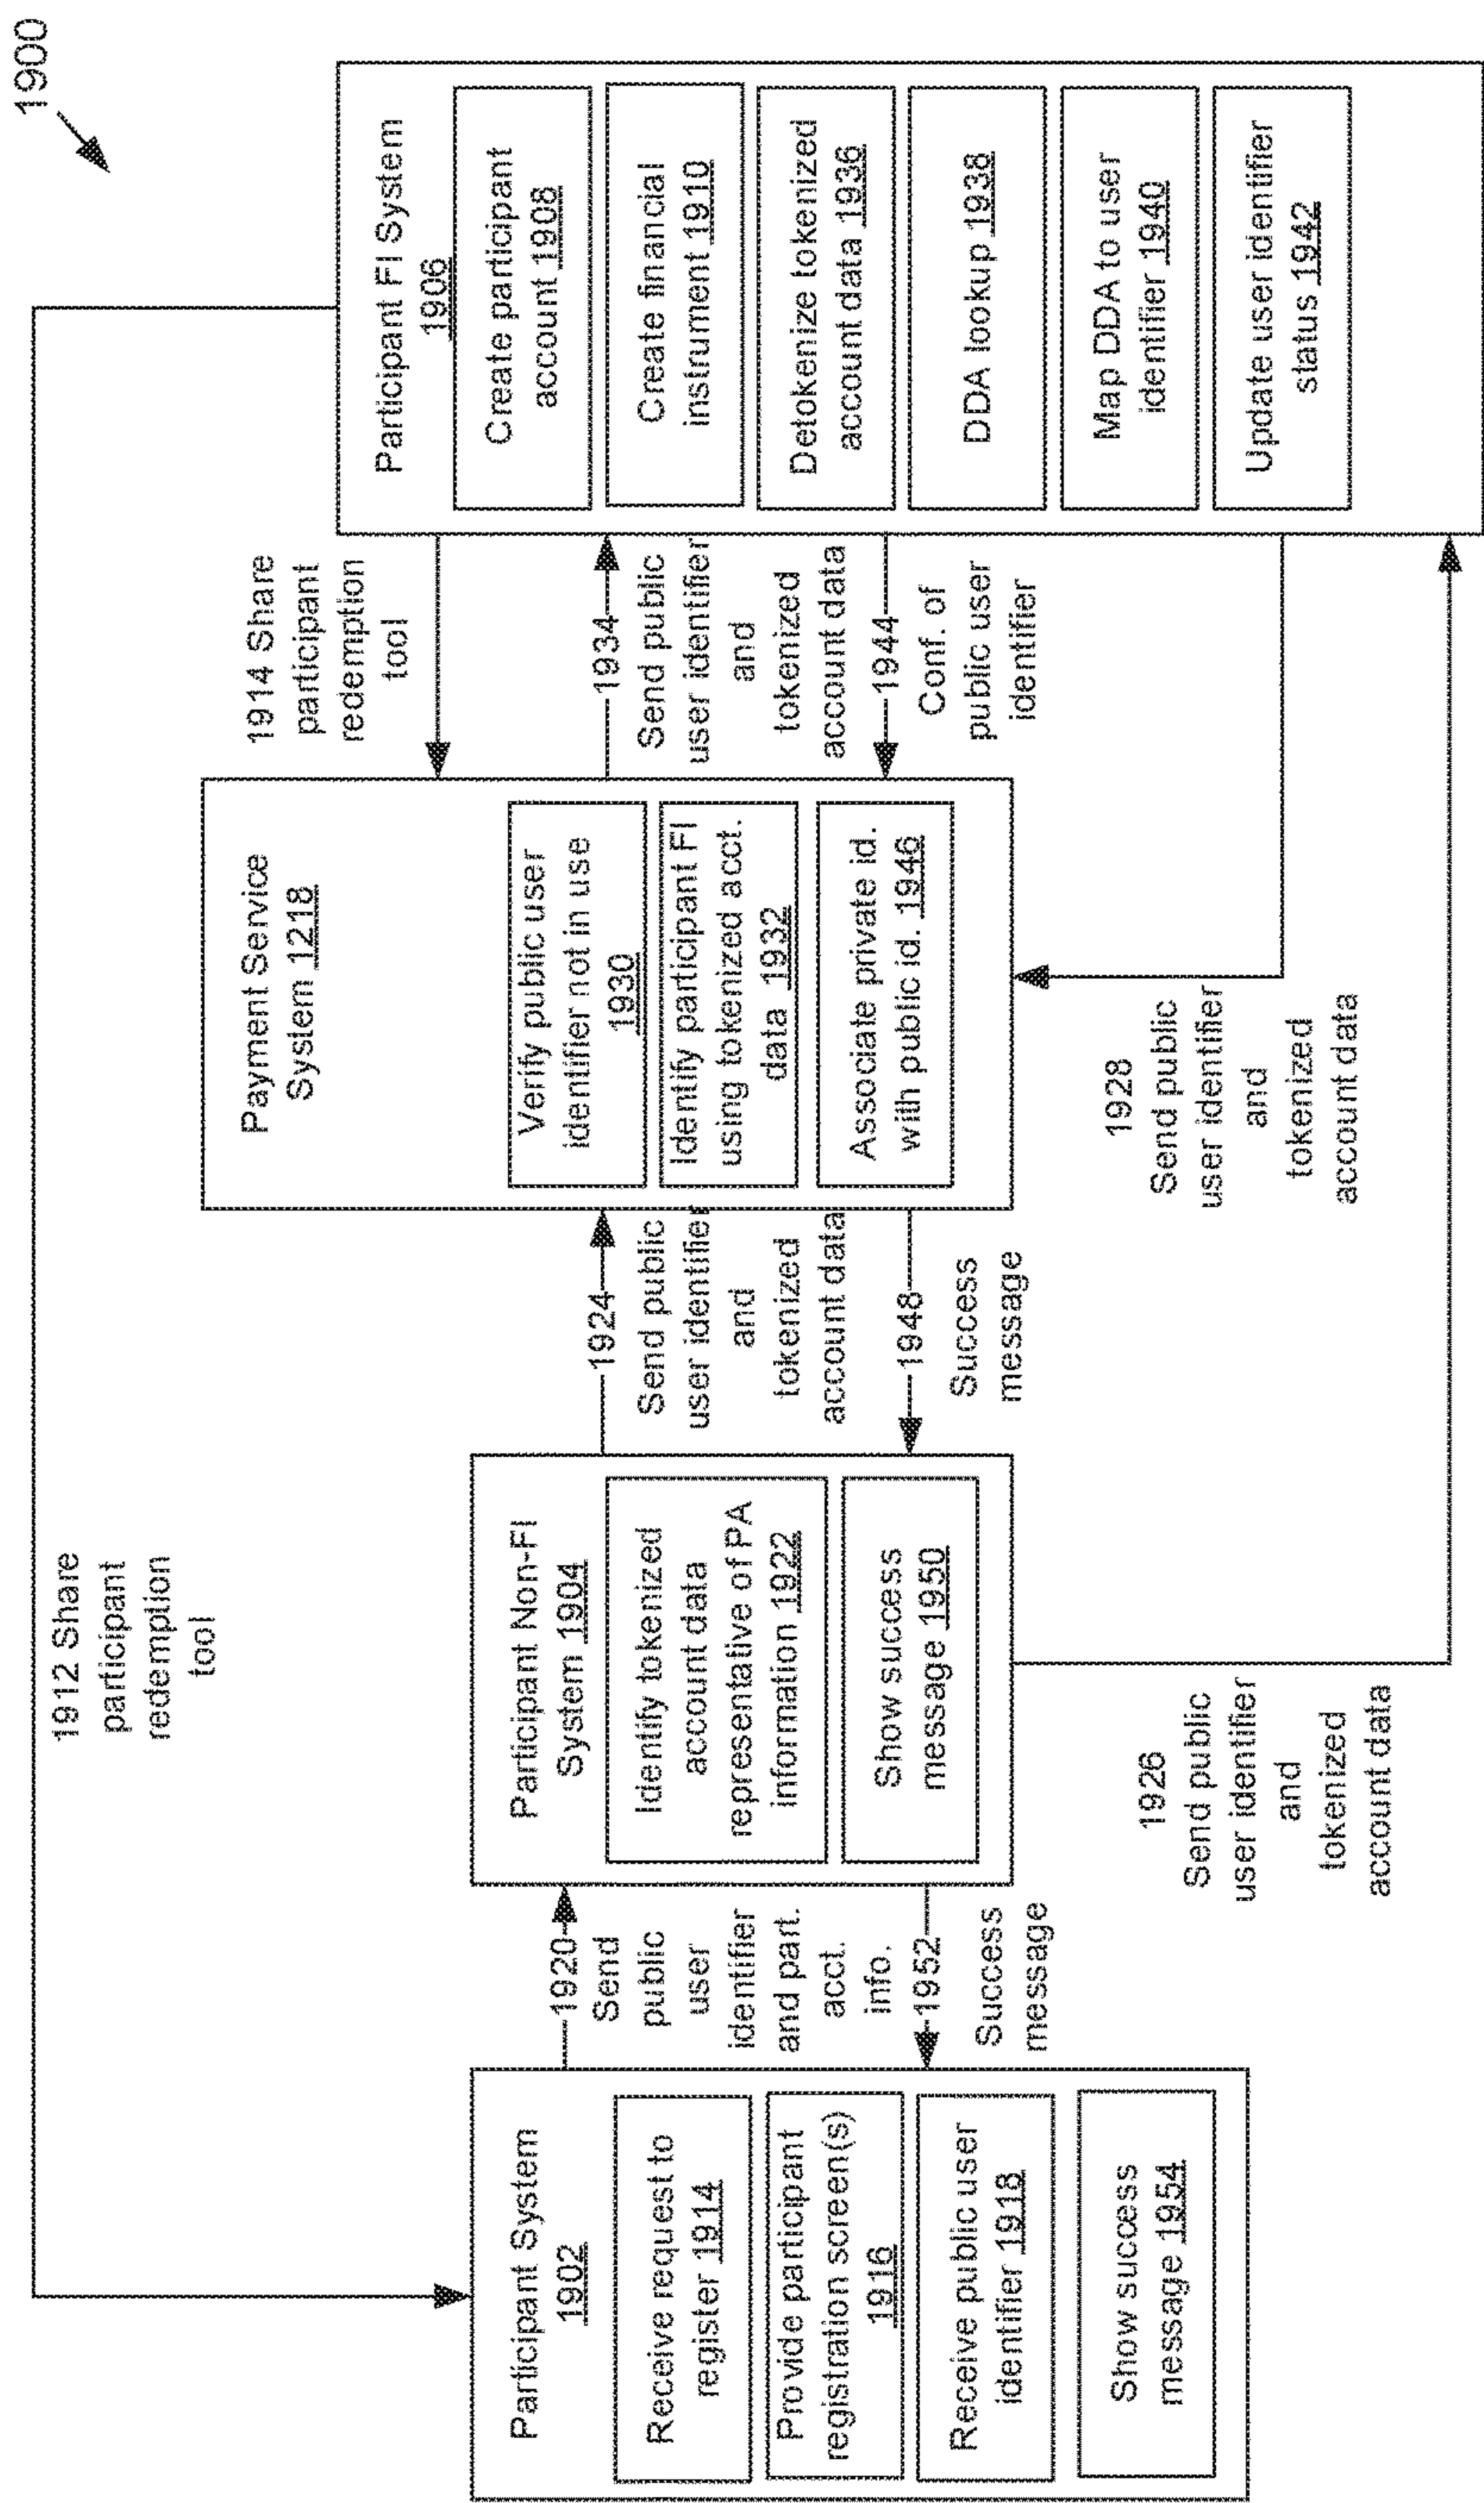 1900
1912 Share
participant
redemption
tool
Participant System
1902
Receive request to
register 1914
Provide participant
registration screen(s)
1916
Receive public user
identifier 1918
Show success
message 1954
1920
Send
public
user
identifier
and part.
acct.
info.
1952
Success
message
Participant Non-FI
System 1904
Identify tokenized
account data
representative of PA
information 1922
Show success
message 1950
1924
Send public
user identifier
and
tokenized
account data
1948
Success
message
1926
Send public
user identifier
and
tokenized
account data
Payment Service
System 1218
Verify public user
identifier not in use
1930
Identify participant FI
using tokenized acct.
data 1932
Associate private id.
with public id. 1946
1914 Share
participant
redemption
tool
1934
Send public
user identifier
and
tokenized
account data
1944
Conf. of
public user
identifier
1928
Send public
user identifier
and
tokenized
account data
Participant FI System
1906
Create participant
account 1908
Create financial
instrument 1910
Detokenize tokenized
account data 1936
DDA lookup 1938
Map DDA to user
identifier 1940
Update user identifier
status 1942